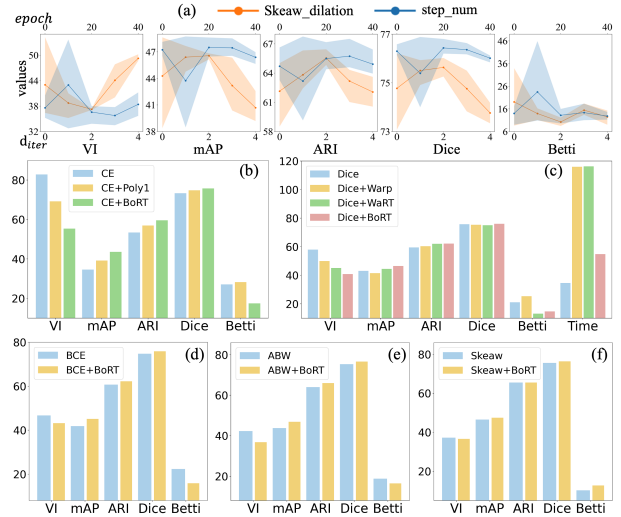 epoch (a) Skeaw_dilation step_num
0 20 40 0 20 40 0 20 40 0 20 40 0 20 40
values
50 44 38 32
47 44 41 38
67 64 61 58
77 75 73 71
46 36 26 16 6
0 2 4 0 2 4 0 2 4 0 2 4 0 2 4
d_iter VI mAP ARI Dice Betti
(b)
CE
CE+Poly1
CE+BoRT
80
60
40
20
VI mAP ARI Dice Betti
(c)
Dice
Dice+Warp
Dice+WaRT
Dice+BoRT
120
100
80
60
40
20
VI mAP ARI Dice Betti Time
(d)
BCE
BCE+BoRT
80
60
40
20
VI mAP ARI Dice Betti
(e)
ABW
ABW+BoRT
80
60
40
20
VI mAP ARI Dice Betti
(f)
Skeaw
Skeaw+BoRT
80
60
40
20
VI mAP ARI Dice Betti